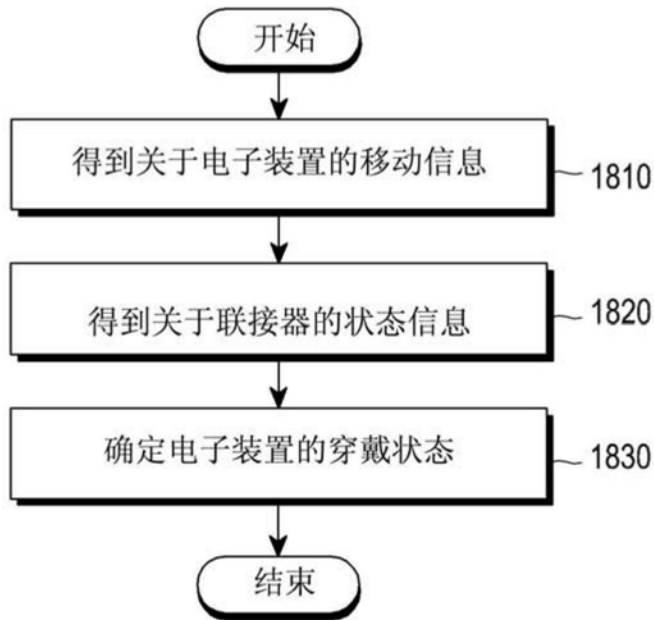 开始
得到关于电子装置的移动信息
1810
得到关于联接器的状态信息
1820
确定电子装置的穿戴状态
1830
结束